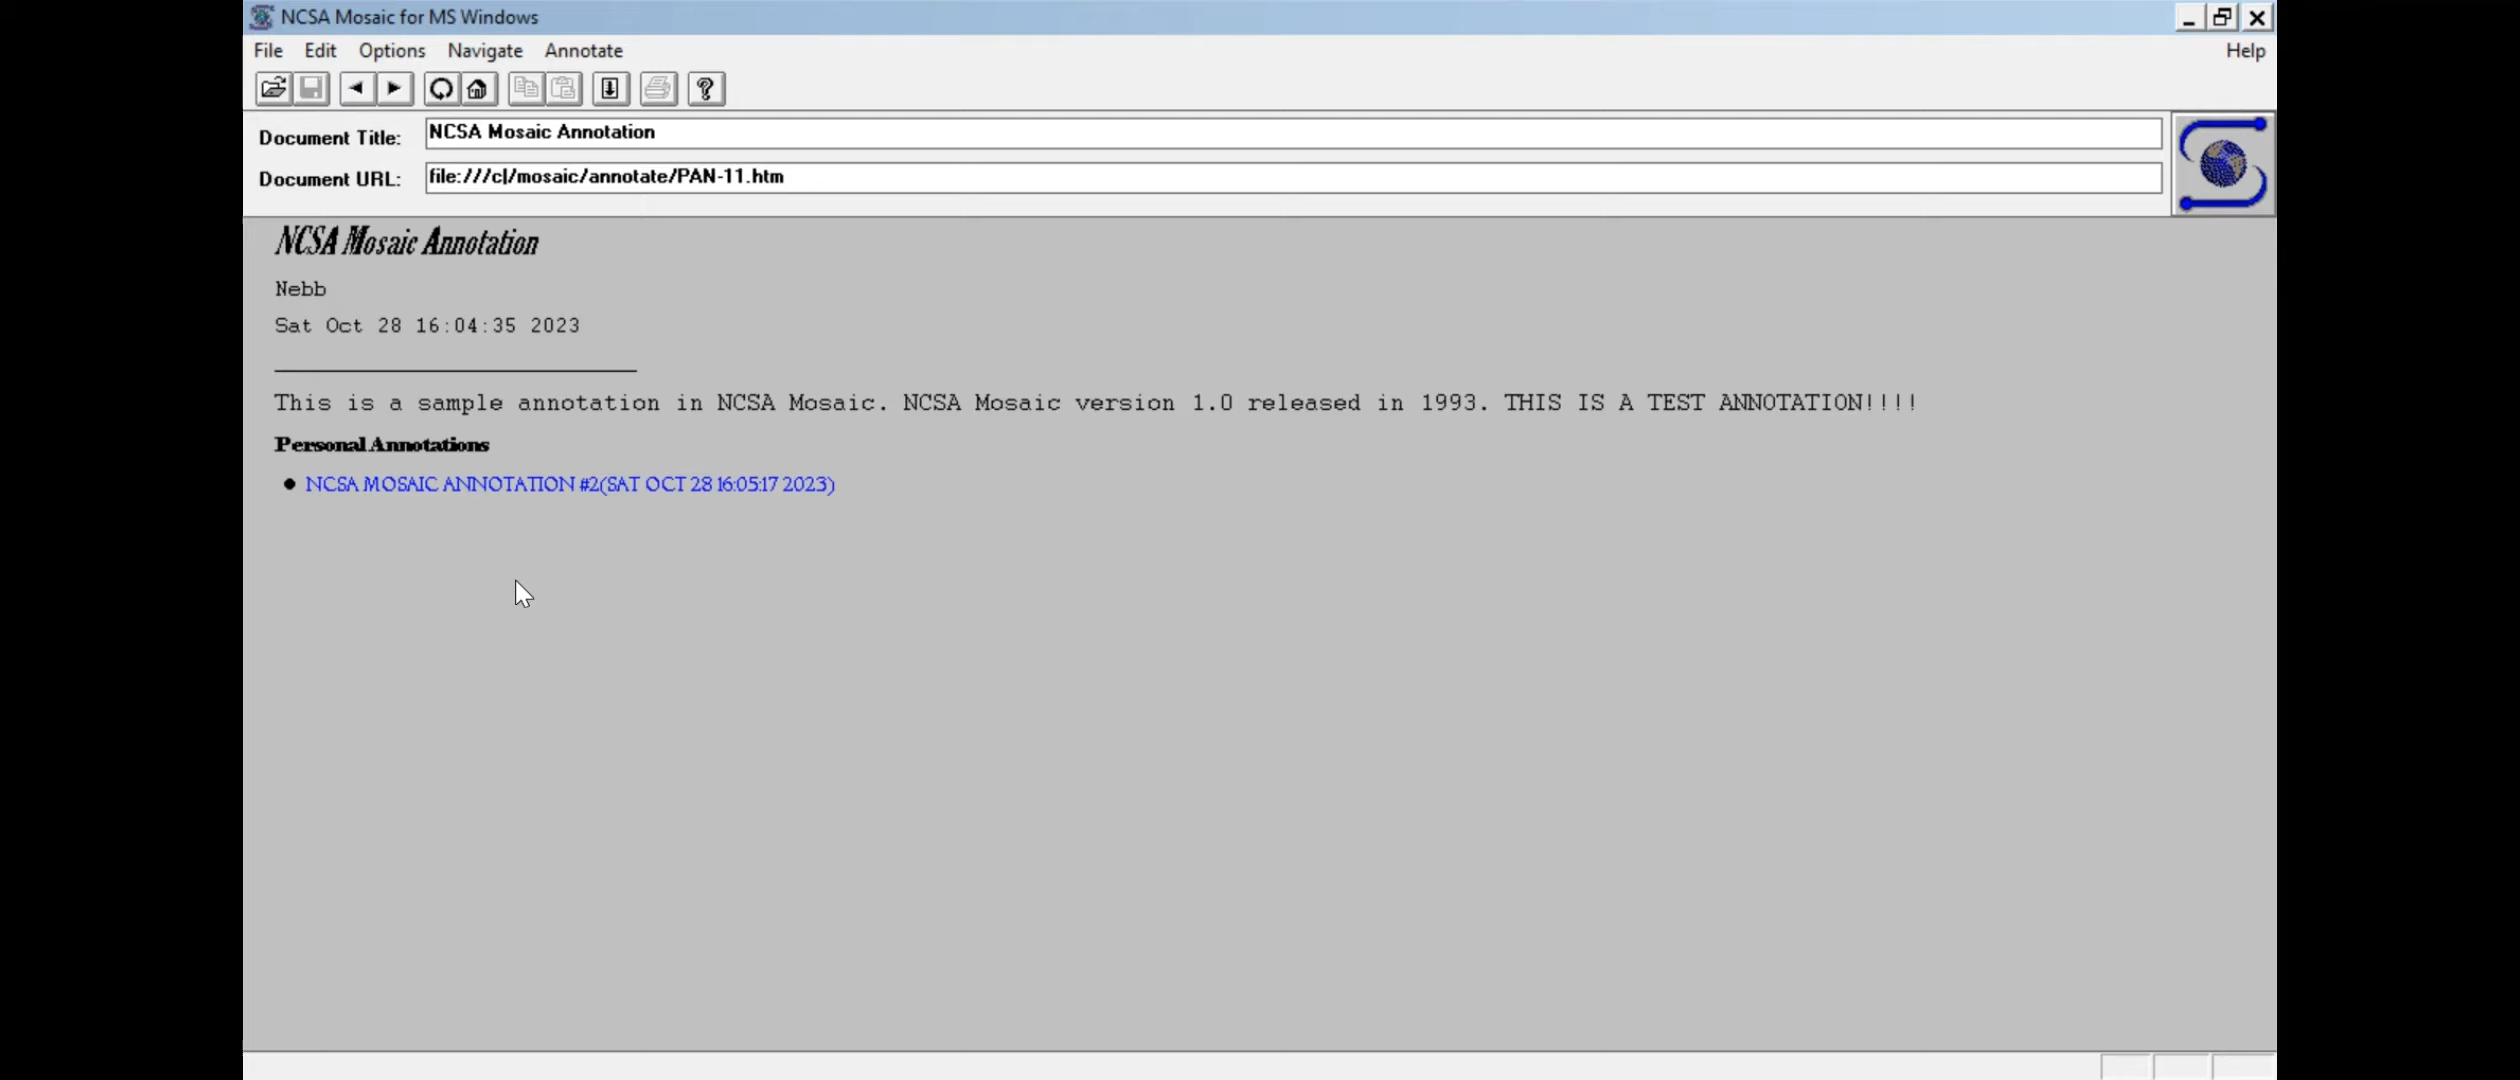 NCSA Mosaic for MS Windows
File Edit Options Navigate Annotate Help
Document Title: NCSA Mosaic Annotation
Document URL: file:///c|/mosaic/annotate/PAN-11.htm
NCSA Mosaic Annotation
Nebb
Sat Oct 28 16:04:35 2023
This is a sample annotation in NCSA Mosaic. NCSA Mosaic version 1.0 released in 1993. THIS IS A TEST ANNOTATION!!!!
Personal Annotations
NCSA MOSAIC ANNOTATION #2(SAT OCT 28 16:05:17 2023)